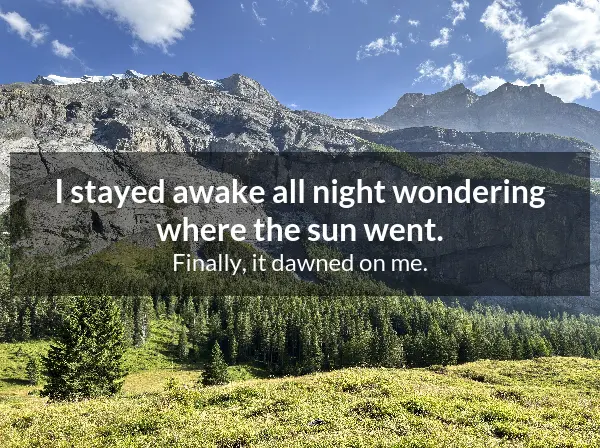 I stayed awake all night wondering
where the sun went.
Finally, it dawned on me.